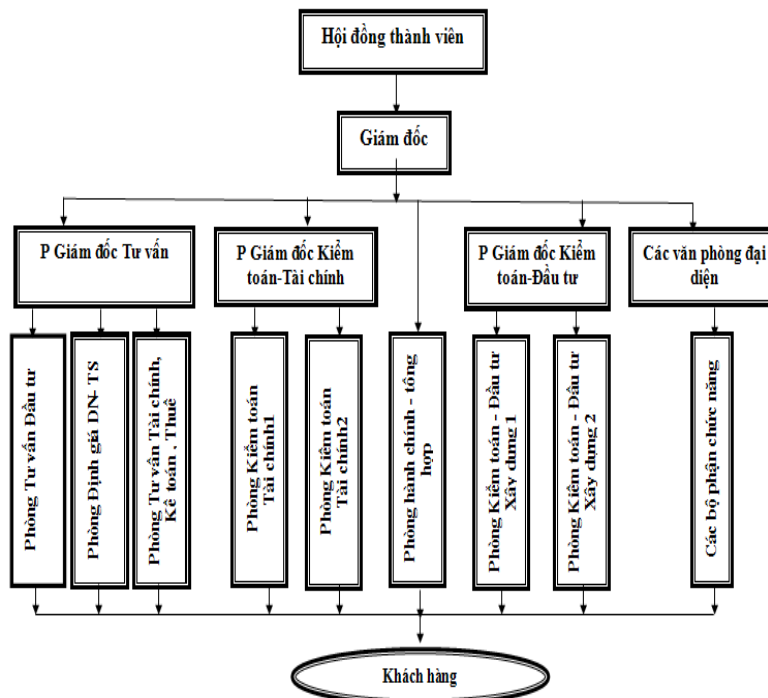 Hội đồng thành viên
Giám đốc
P Giám đốc Tư vấn
P Giám đốc Kiểm
toán-Tài chính
P Giám đốc Kiểm
toán-Đầu tư
Các văn phòng đại
diện
Phòng Tư vấn Đầu tư
Phòng Định giá DN- TS
Phòng Tư vấn Tài chính,
Kế toán , Thuế
Phòng Kiểm toán
Tài chính1
Phòng Kiểm toán
Tài chính2
Phòng hành chính - tổng
hợp
Phòng Kiểm toán - Đầu tư
Xây dựng 1
Phòng Kiểm toán - Đầu tư
Xây dựng 2
Các bộ phận chức năng
Khách hàng